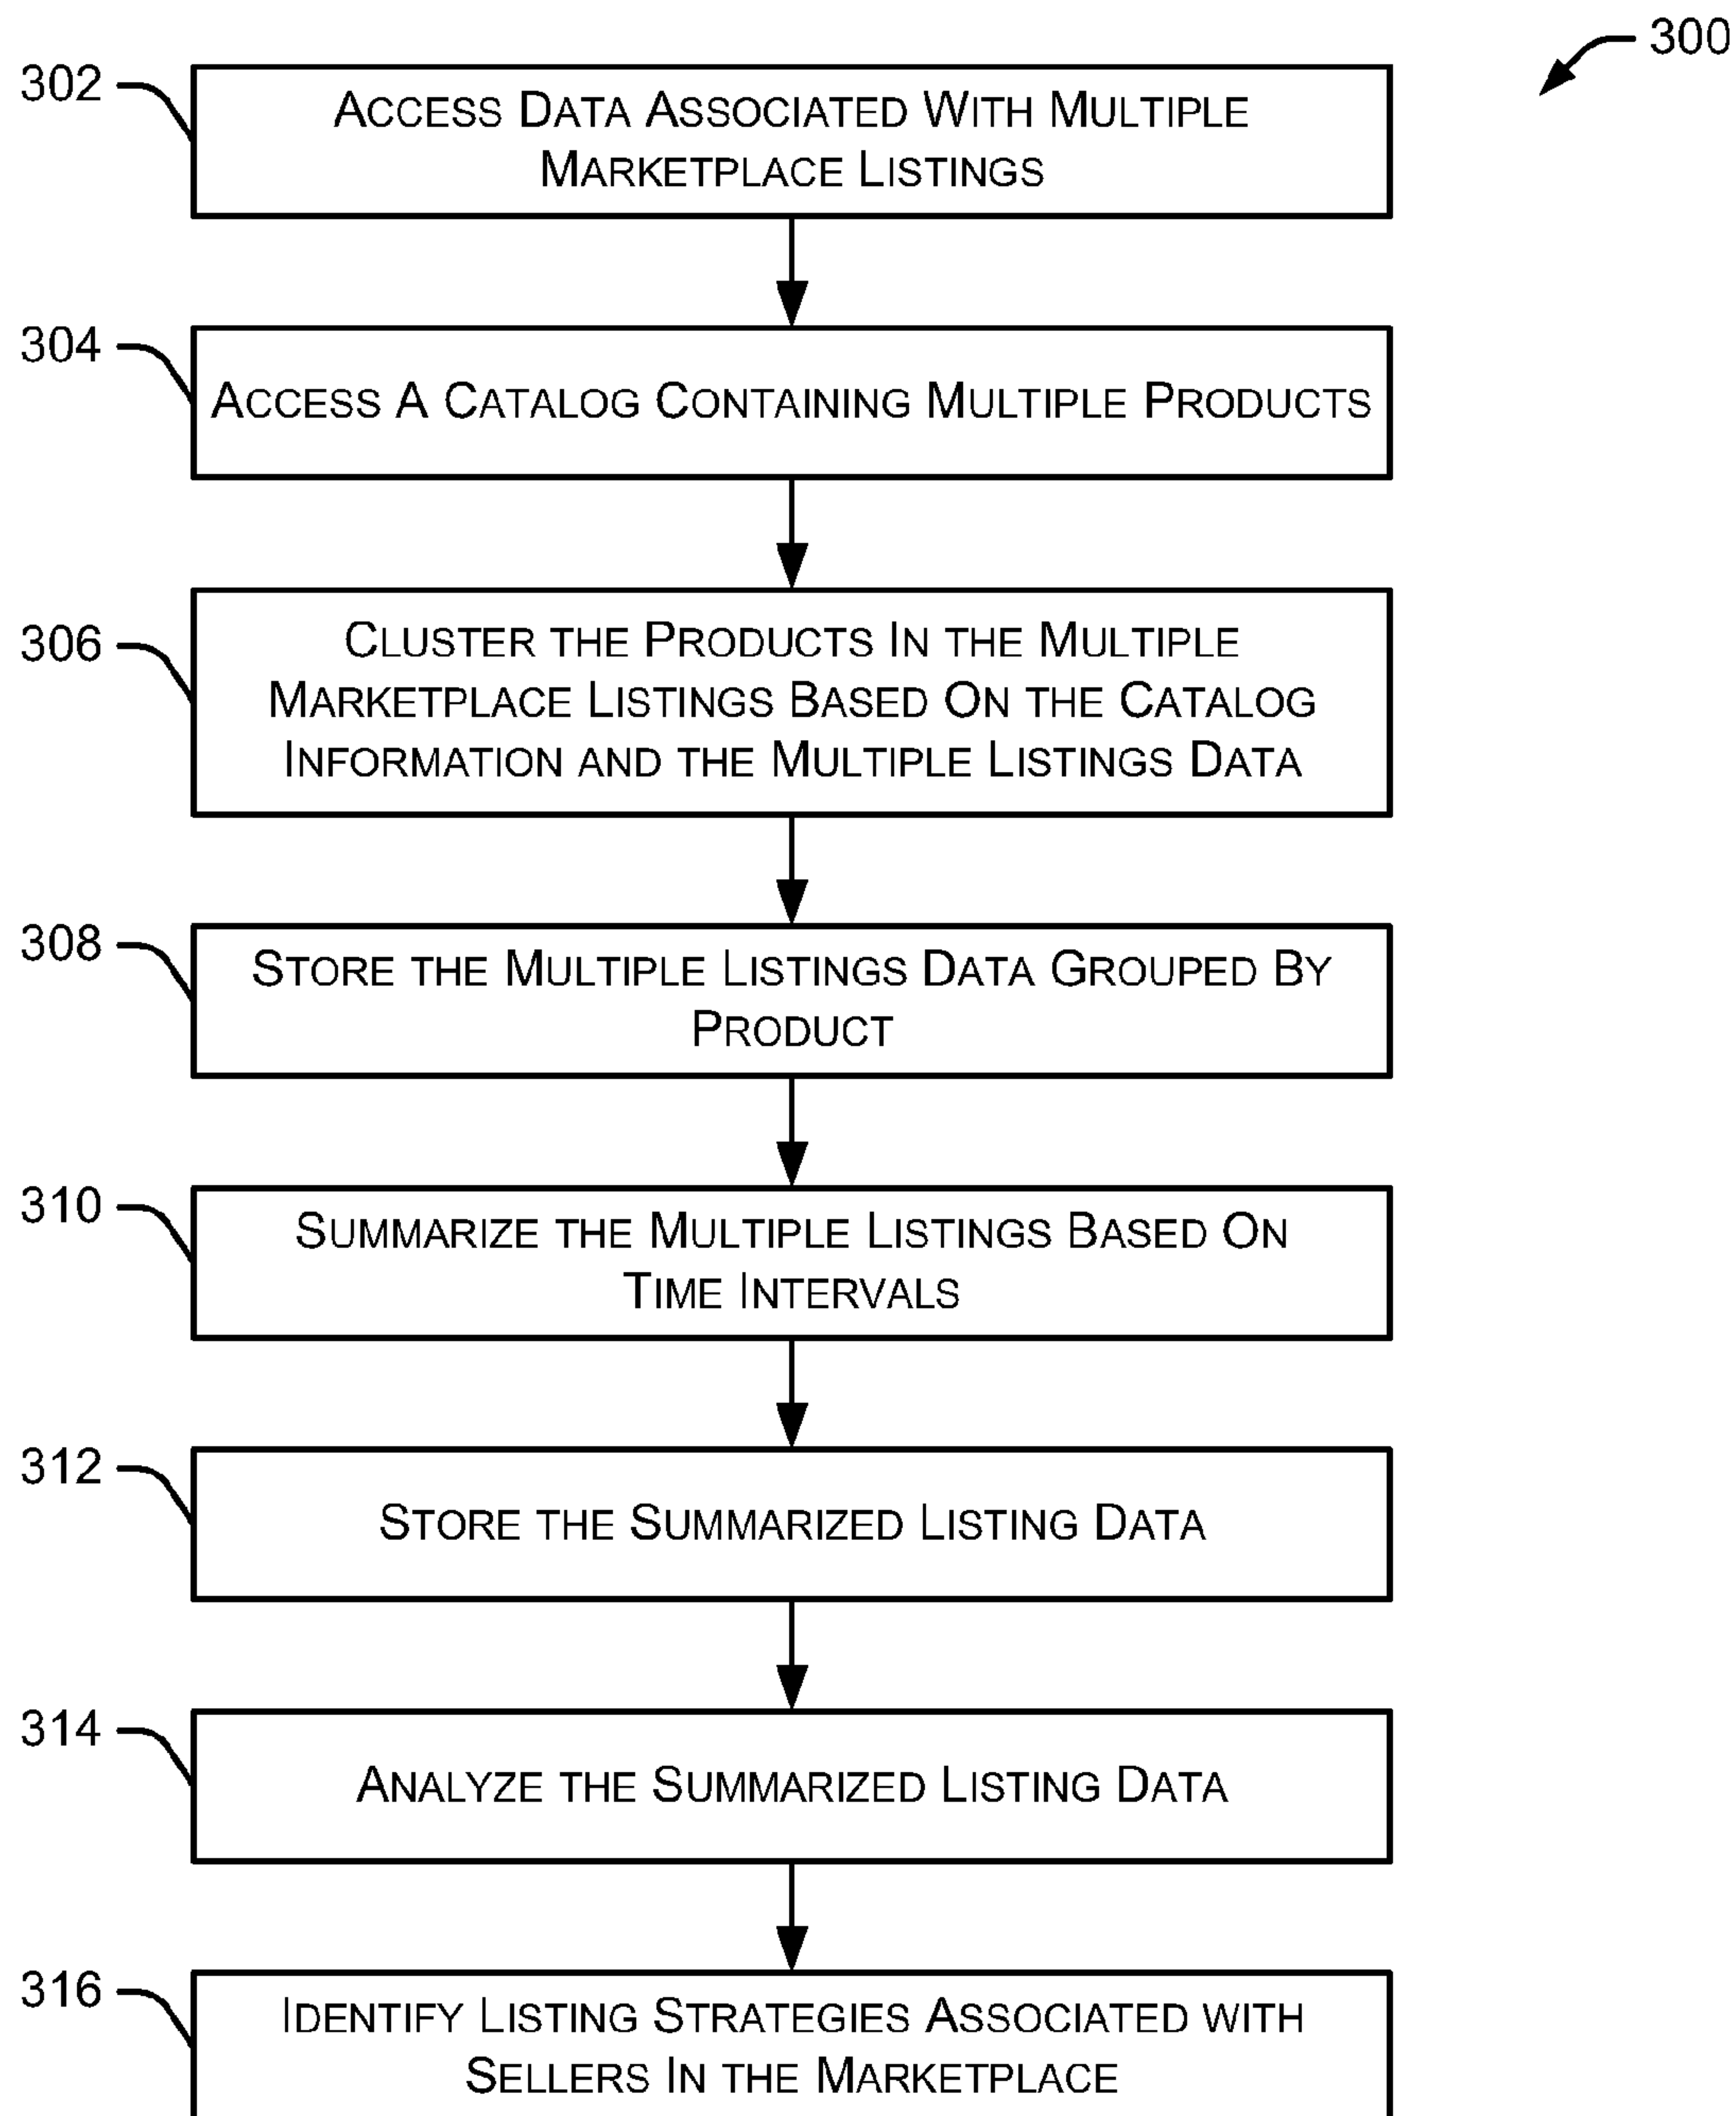 300
302
Access Data Associated With Multiple
Marketplace Listings
304
Access A Catalog Containing Multiple Products
306
Cluster the Products In the Multiple
Marketplace Listings Based On the Catalog
Information and the Multiple Listings Data
308
Store the Multiple Listings Data Grouped By
Product
310
Summarize the Multiple Listings Based On
Time Intervals
312
Store the Summarized Listing Data
314
Analyze the Summarized Listing Data
316
Identify Listing Strategies Associated with
Sellers In the Marketplace